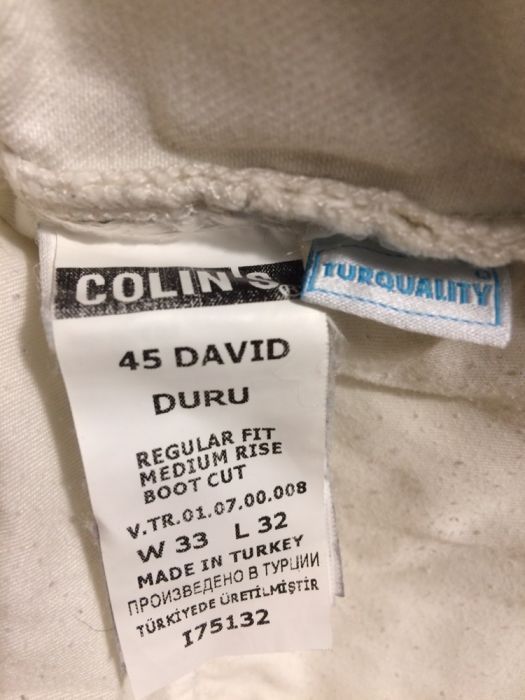 COLIN'S
TURQUALITY
45 DAVID
DURU
REGULAR FIT
MEDIUM RISE
BOOT CUT
V.TR.01.07.00.008
W 33 L 32
MADE IN TURKEY
ПРОИЗВЕДЕНО В ТУРЦИИ
TÜRKİYEDE ÜRETİLMİŞTİR
I75132